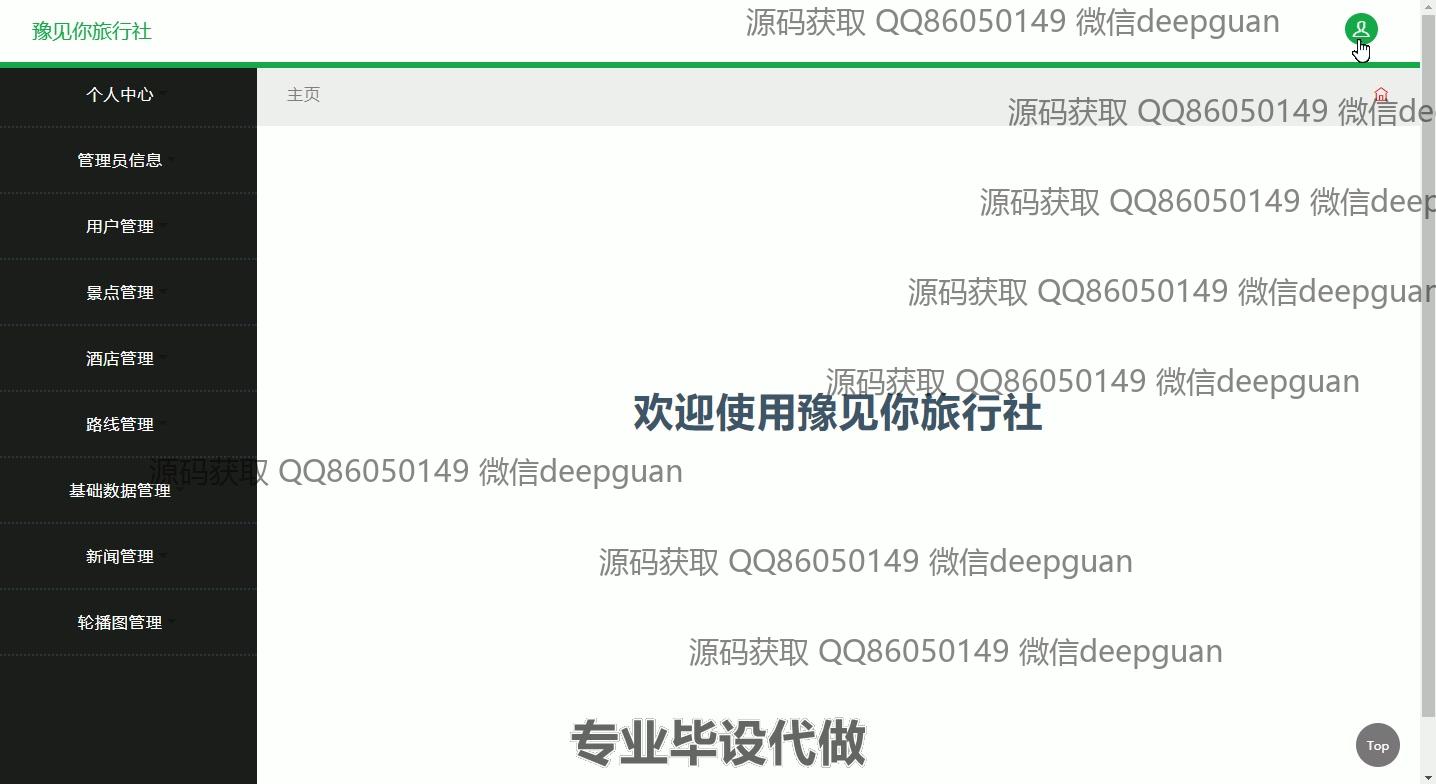 豫见你旅行社
源码获取 QQ86050149 微信deepguan
个人中心
主页
源码获取 QQ86050149 微信de
管理员信息
源码获取 QQ86050149 微信deep
用户管理
景点管理
源码获取 QQ86050149 微信deepguan
酒店管理
源码获取 QQ86050149 微信deepguan
欢迎使用豫见你旅行社
路线管理
源码获取 QQ86050149 微信deepguan
基础数据管理
新闻管理
源码获取 QQ86050149 微信deepguan
轮播图管理
源码获取 QQ86050149 微信deepguan
专业毕设代做
Top